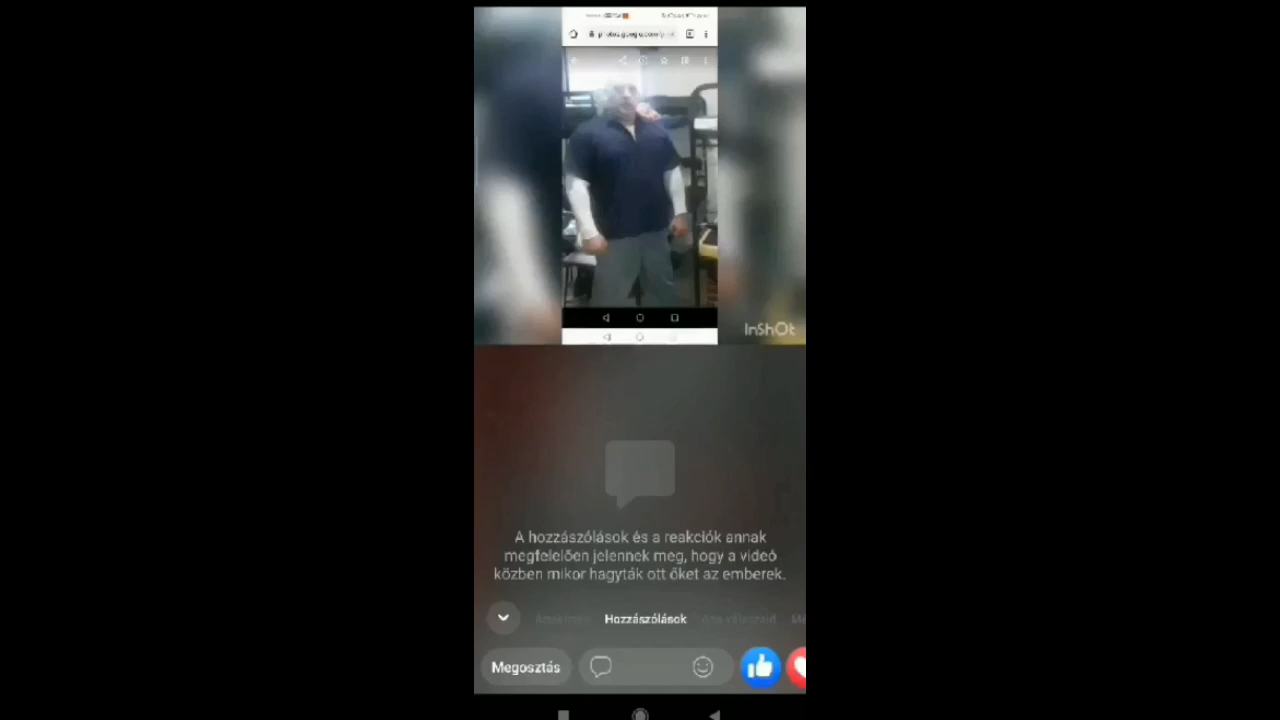 InShOt
A hozzászólások és a reakciók annak
megfelelően jelennek meg, hogy a videó
közben mikor hagyták ott őket az emberek.
Hozzászólások
Megosztás